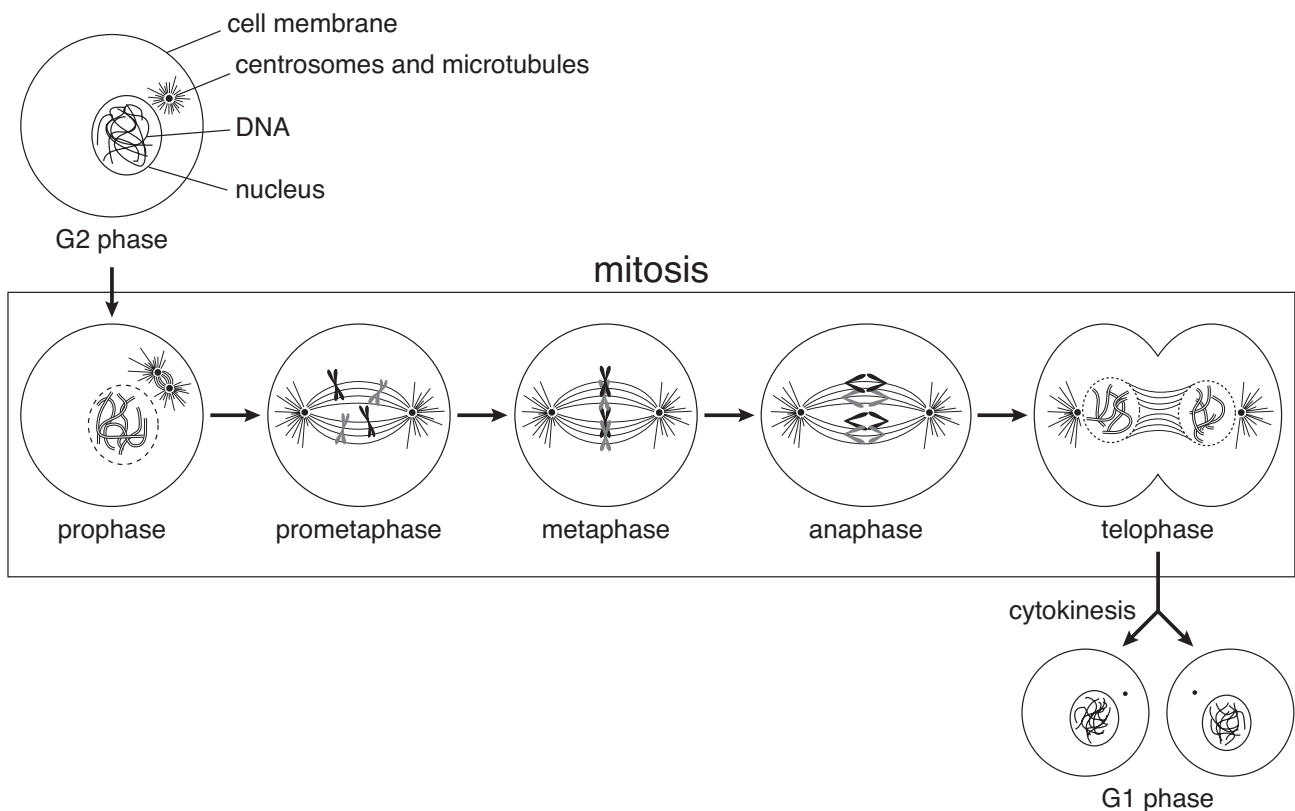 cell membrane
centrosomes and microtubules
DNA
nucleus
G2 phase
mitosis
prophase
prometaphase
metaphase
anaphase
telophase
cytokinesis
G1 phase